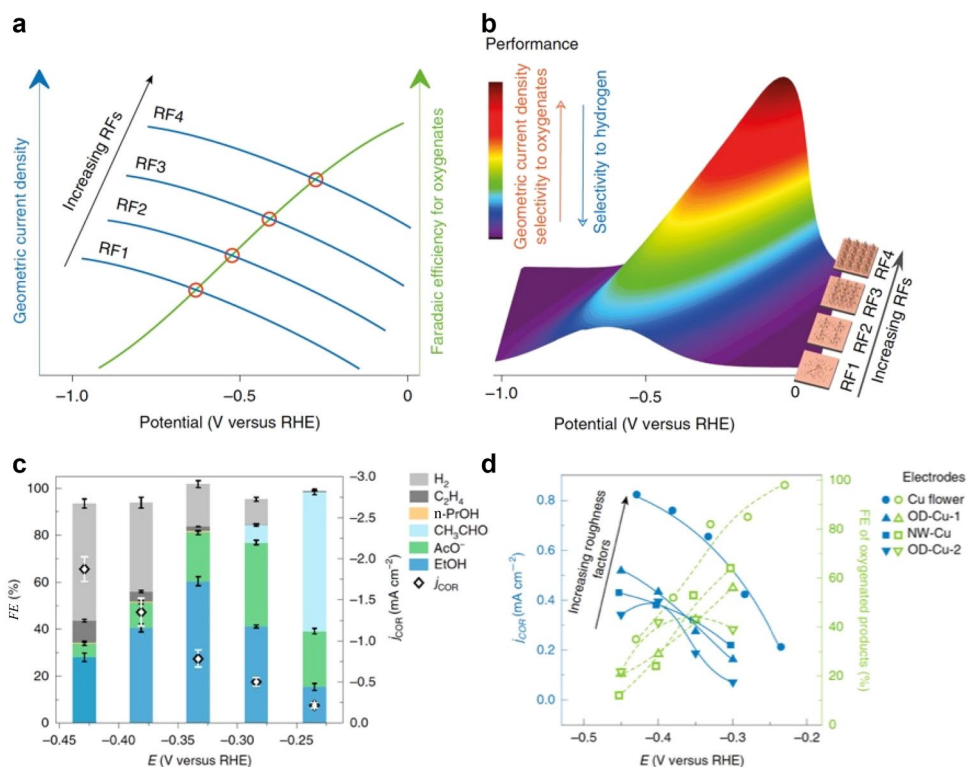 a
Geometric current density
Increasing RFs
RF4
RF3
RF2
RF1
Faradaic efficiency for oxygenates
−1.0 −0.5 0
Potential (V versus RHE)
b
Performance
Geometric current density
selectivity to oxygenates
Selectivity to hydrogen
RF4
RF3
RF2
RF1
Increasing RFs
−1.0 −0.5 0
Potential (V versus RHE)
c
100
80
60
40
20
0
FE (%)
−3.0
−2.5
−2.0
−1.5
−1.0
−0.5
0.0
jCOR (mA cm−2)
H2
C2H4
n-PrOH
CH3CHO
AcO−
EtOH
jCOR
−0.45 −0.40 −0.35 −0.30 −0.25
E (V versus RHE)
d
0.8
0.6
0.4
0.2
0.0
jCOR (mA cm−2)
Increasing roughness
factors
100
80
60
40
20
0
FE of oxygenated products (%)
Electrodes
Cu flower
OD-Cu-1
NW-Cu
OD-Cu-2
−0.5 −0.4 −0.3 −0.2
E (V versus RHE)